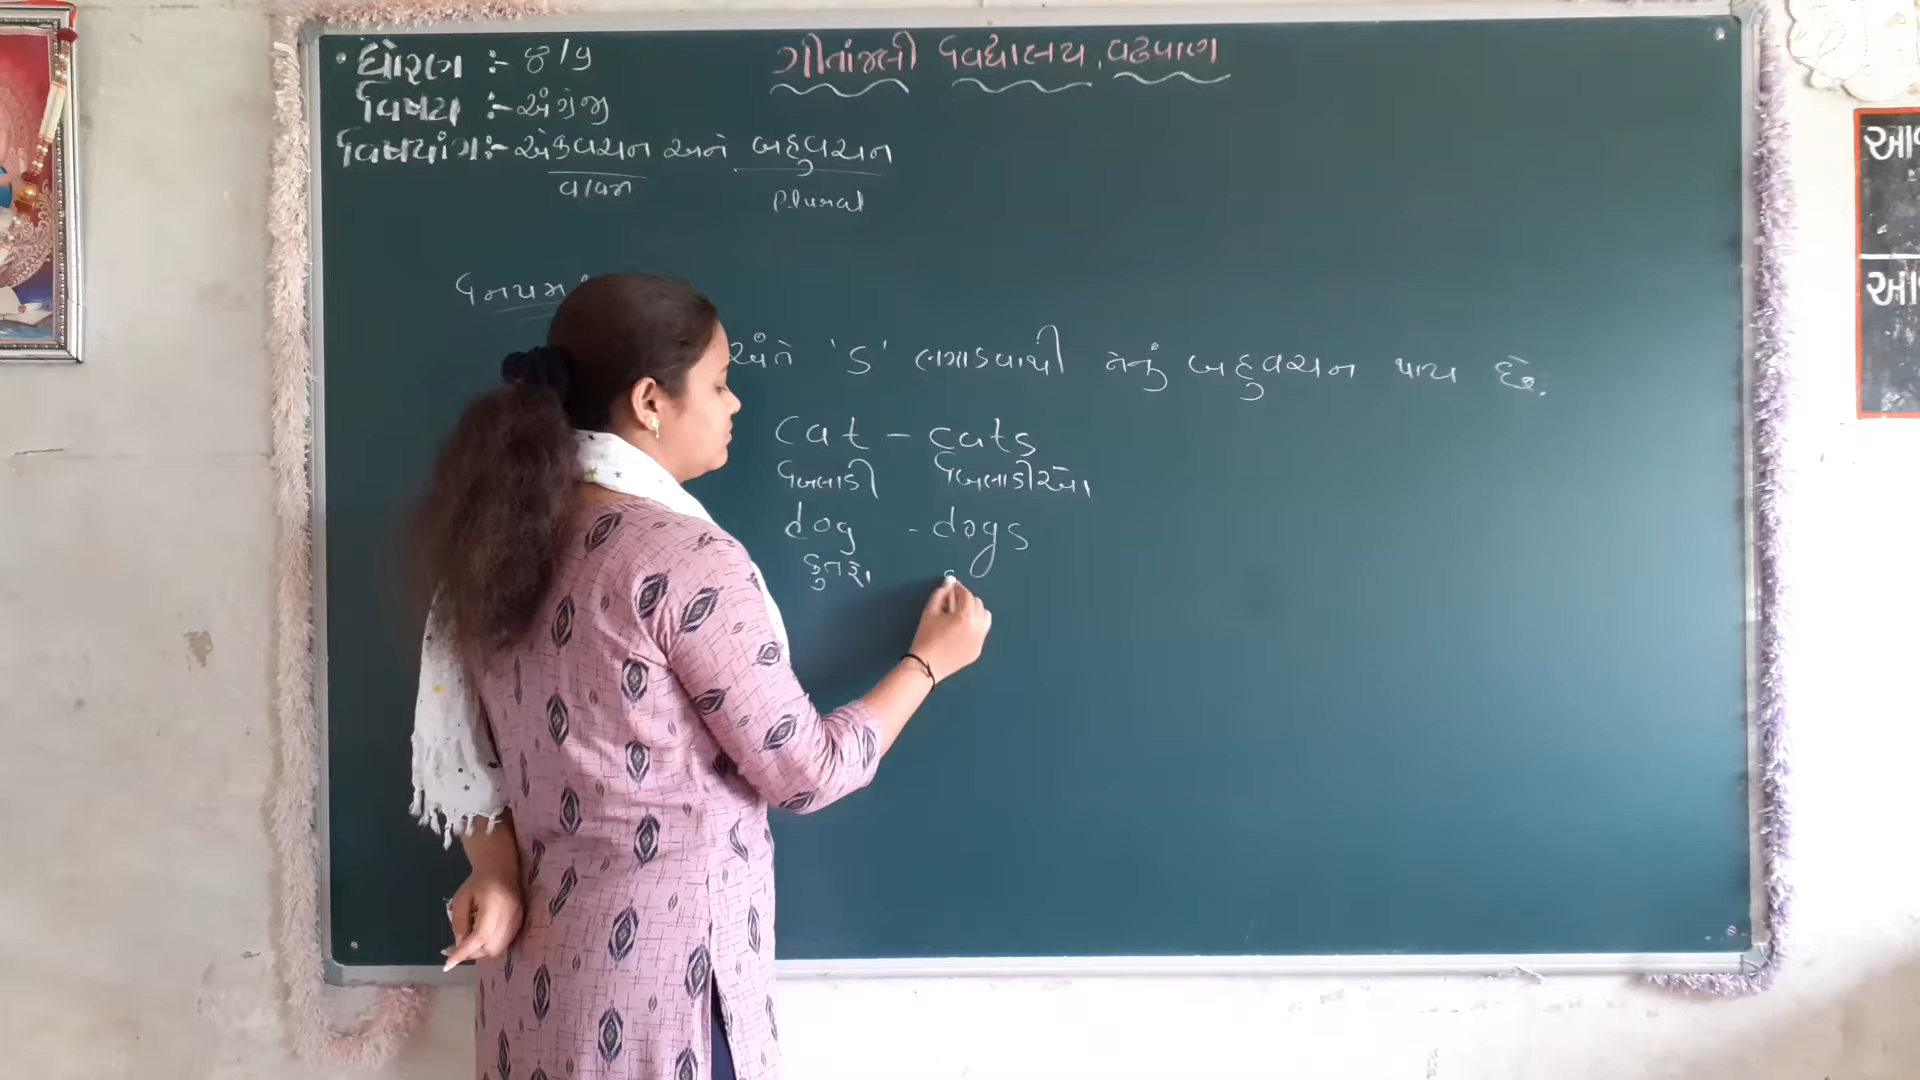 ગીતાંજલી વિદ્યાલય, વઢવાણ
ધોરણ :- ૪/૫
વિષય :- અંગ્રેજી
વિષયાંગ :- એકવચન અને બહુવચન
વચન plural
નિયમ
અંતે 'S' લગાડવાથી તેનું બહુવચન થાય છે.
cat - cats
બિલાડી બિલાડીઓ
dog - dogs
કુતરો
આ
આ